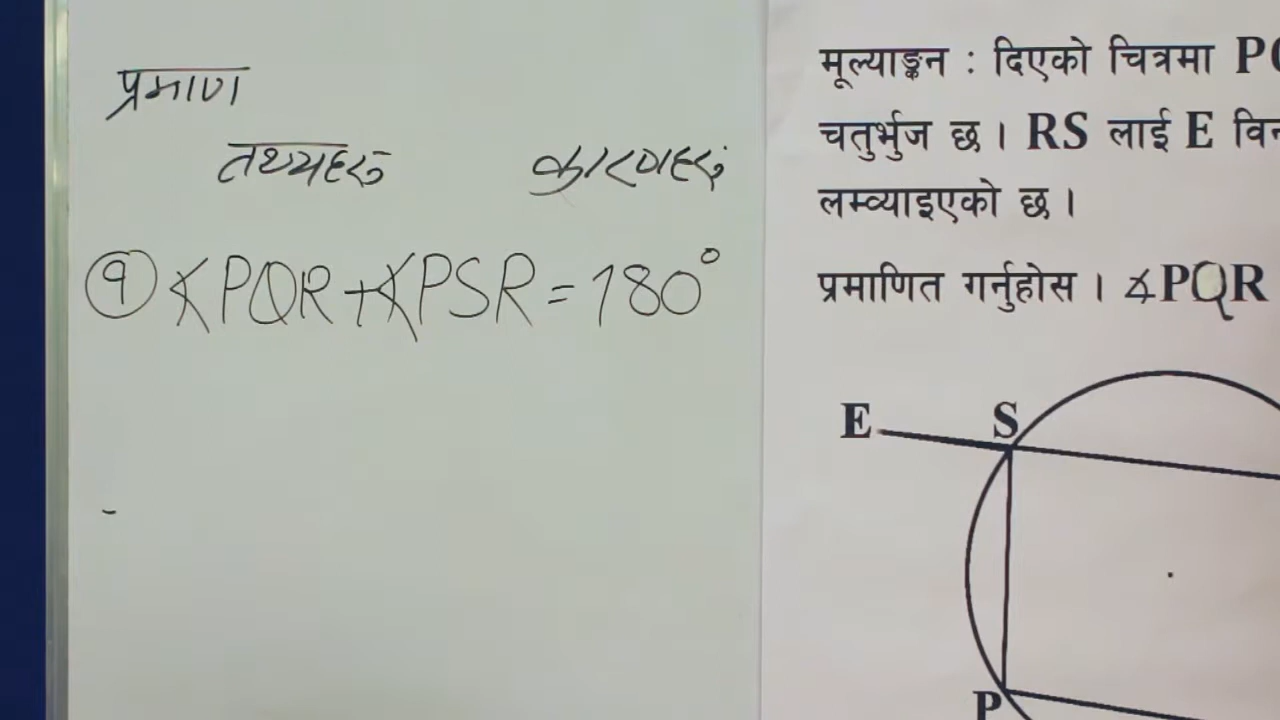 प्रमाण
तथ्यहरु कारणहरु
१ ∡PQR+∡PSR=180°
मूल्याङ्कन : दिएको चित्रमा
चतुर्भुज छ । RS लाई E
लम्व्याइएको छ ।
प्रमाणित गर्नुहोस । ∡PQR
E
S
P